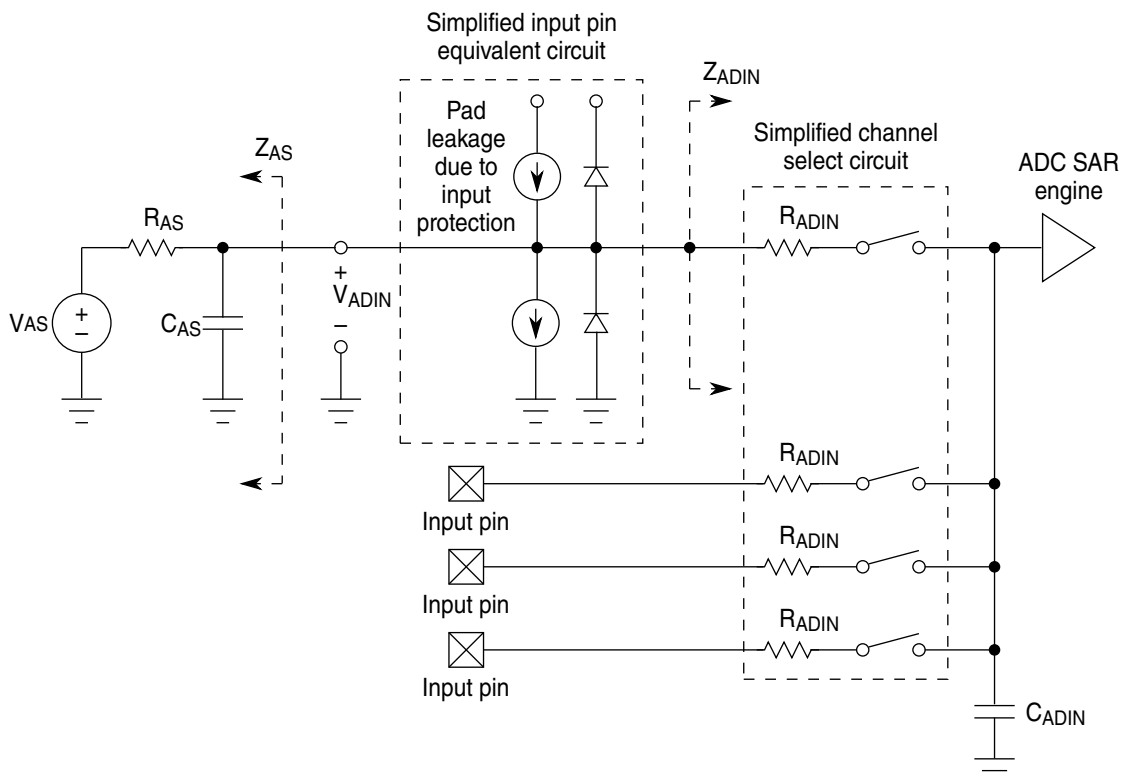 Simplified input pin
equivalent circuit
ZADIN
Pad
leakage
due to
input
protection
Simplified channel
select circuit
ADC SAR
engine
ZAS
RAS
RADIN
+
VADIN
–
VAS
+
–
CAS
RADIN
Input pin
RADIN
Input pin
RADIN
Input pin
CADIN